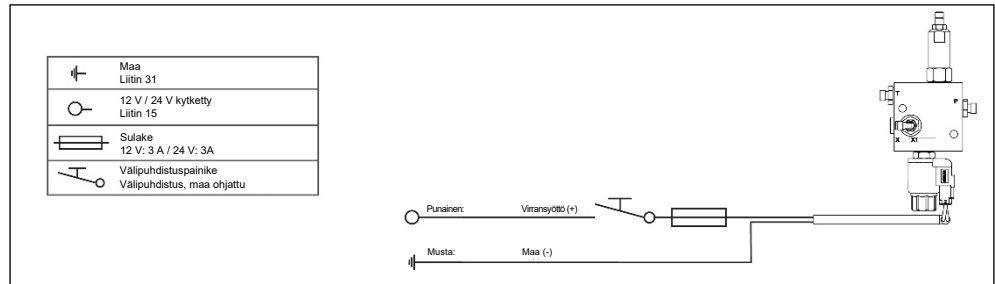 Maa
Liitin 31
12 V / 24 V kytketty
Liitin 15
Sulake
12 V: 3 A / 24 V: 3A
Välipuhdistuspainike
Välipuhdistus, maa ohjattu
T
P
X X1
Punainen: Virransyöttö (+)
Musta: Maa (-)